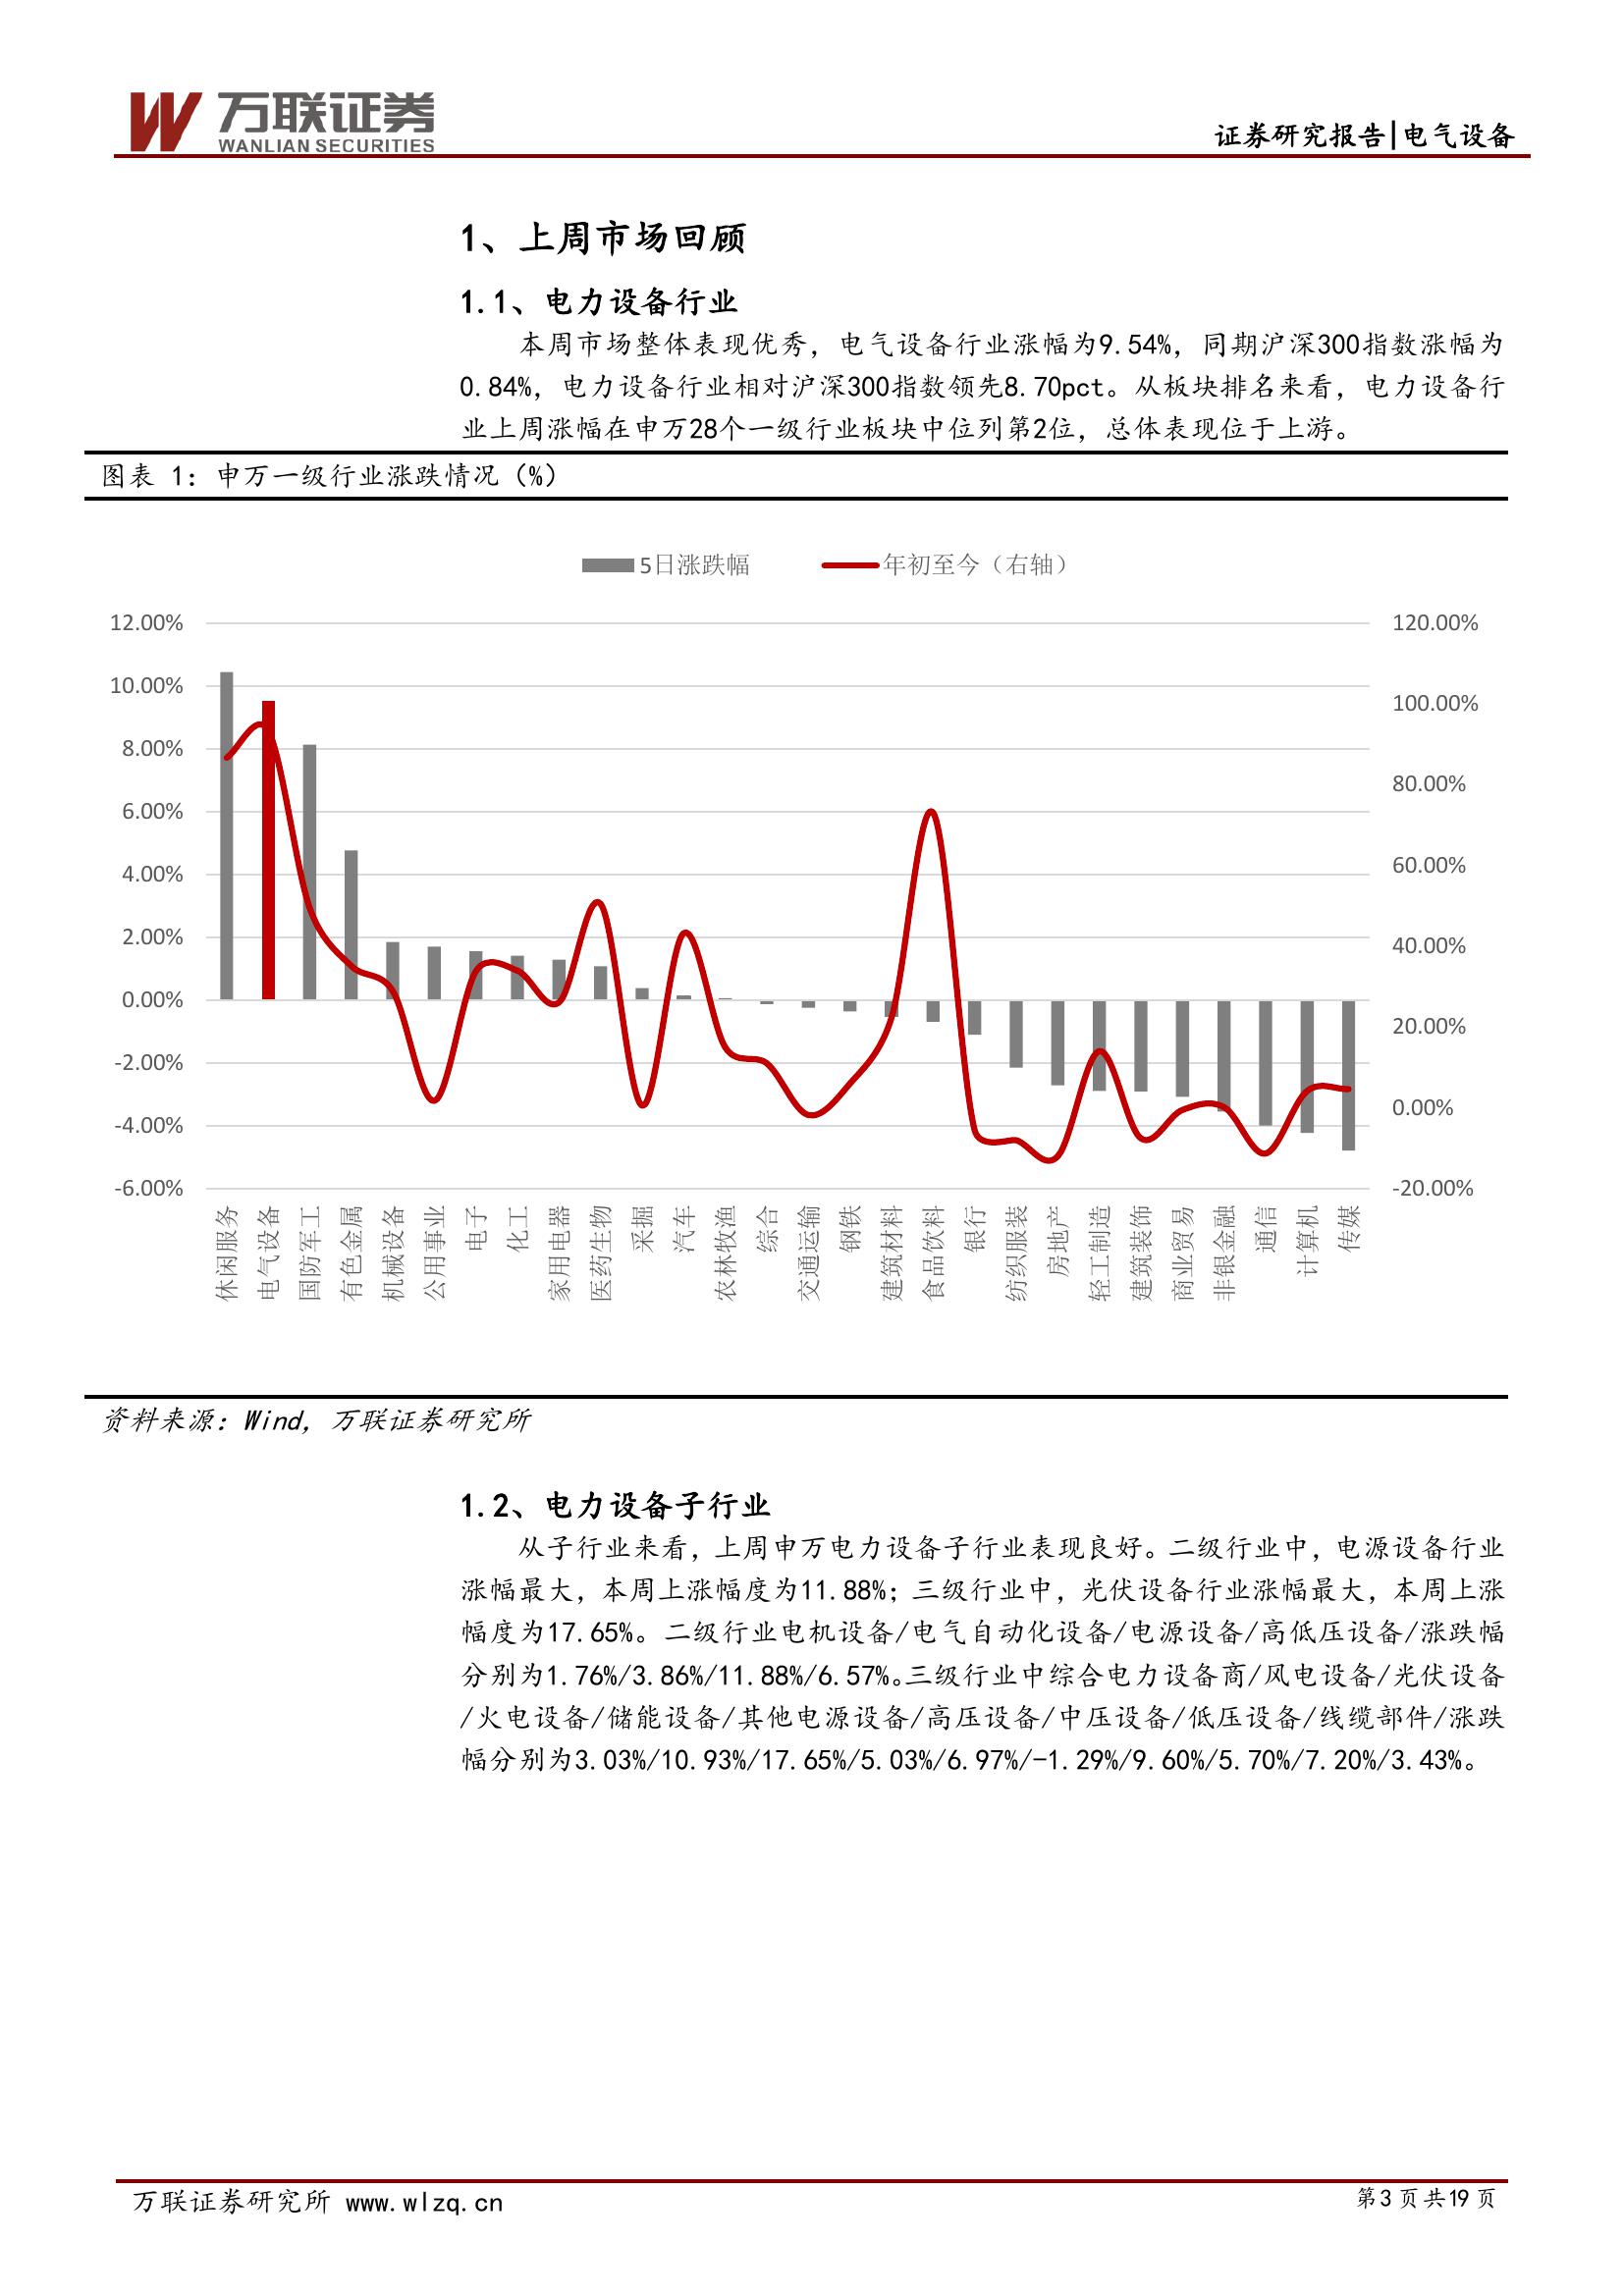 万联证券
WANLIAN SECURITIES
证券研究报告|电气设备
1、上周市场回顾
1.1、电力设备行业
本周市场整体表现优秀，电气设备行业涨幅为9.54%，同期沪深300指数涨幅为
0.84%，电力设备行业相对沪深300指数领先8.70pct。从板块排名来看，电力设备行
业上周涨幅在申万28个一级行业板块中位列第2位，总体表现位于上游。
图表 1：申万一级行业涨跌情况（%）
5日涨跌幅 年初至今（右轴）
12.00% 120.00%
10.00% 100.00%
8.00% 80.00%
6.00% 60.00%
4.00% 40.00%
2.00% 20.00%
0.00% 0.00%
-2.00% -20.00%
-4.00%
-6.00%
休闲服务
电气设备
国防军工
有色金属
机械设备
公用事业
电子
化工
家用电器
医药生物
采掘
汽车
农林牧渔
综合
交通运输
钢铁
建筑材料
食品饮料
银行
纺织服装
房地产
轻工制造
建筑装饰
商业贸易
非银金融
通信
计算机
传媒
资料来源：Wind，万联证券研究所
1.2、电力设备子行业
从子行业来看，上周申万电力设备子行业表现良好。二级行业中，电源设备行业
涨幅最大，本周上涨幅度为11.88%；三级行业中，光伏设备行业涨幅最大，本周上涨
幅度为17.65%。二级行业电机设备/电气自动化设备/电源设备/高低压设备/涨跌幅
分别为1.76%/3.86%/11.88%/6.57%。三级行业中综合电力设备商/风电设备/光伏设备
/火电设备/储能设备/其他电源设备/高压设备/中压设备/低压设备/线缆部件/涨跌
幅分别为3.03%/10.93%/17.65%/5.03%/6.97%/-1.29%/9.60%/5.70%/7.20%/3.43%。
万联证券研究所 www.wlzq.cn
第3页共19页